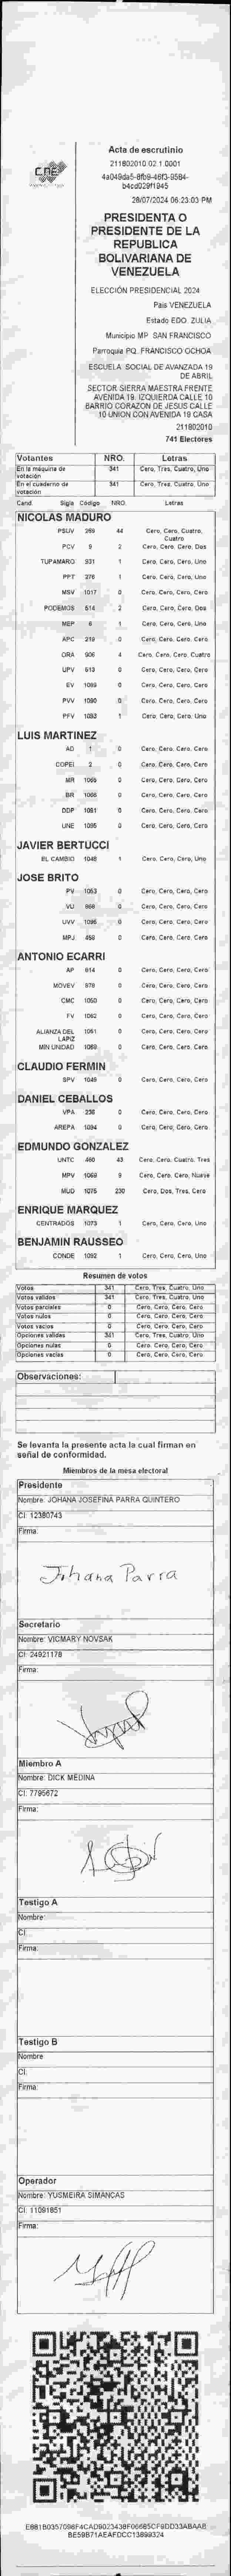 CNE
Acta de escrutinio
211802010.02.1.0001
4a049da5-8fb9-46f3-9584-
b4cd029f1945
28/07/2024 06:23:03 PM
PRESIDENTA O
PRESIDENTE DE LA
REPUBLICA
BOLIVARIANA DE
VENEZUELA
ELECCIÓN PRESIDENCIAL 2024
País VENEZUELA
Estado EDO. ZULIA
Municipio MP. SAN FRANCISCO
Parroquia PQ. FRANCISCO OCHOA
ESCUELA SOCIAL DE AVANZADA 19
DE ABRIL
SECTOR SIERRA MAESTRA FRENTE
AVENIDA 19. IZQUIERDA CALLE 10
BARRIO CORAZON DE JESUS CALLE
10 UNION CON AVENIDA 19 CASA
211802010
741 Electores
Votantes NRO. Letras
En la máquina de votación 341 Cero, Tres, Cuatro, Uno
En el cuaderno de votación 341 Cero, Tres, Cuatro, Uno
Cand. Sigla Código NRO. Letras
NICOLAS MADURO
PSUV 269 44 Cero, Cero, Cuatro, Cuatro
PCV 9 2 Cero, Cero, Cero, Dos
TUPAMARO 931 1 Cero, Cero, Cero, Uno
PPT 276 1 Cero, Cero, Cero, Uno
MSV 1017 0 Cero, Cero, Cero, Cero
PODEMOS 514 2 Cero, Cero, Cero, Dos
MEP 6 1 Cero, Cero, Cero, Uno
APC 219 0 Cero, Cero, Cero, Cero
ORA 906 4 Cero, Cero, Cero, Cuatro
UPV 613 0 Cero, Cero, Cero, Cero
EV 1089 0 Cero, Cero, Cero, Cero
PVV 1090 0 Cero, Cero, Cero, Cero
PFV 1083 1 Cero, Cero, Cero, Uno
LUIS MARTINEZ
AD 1 0 Cero, Cero, Cero, Cero
COPEI 2 0 Cero, Cero, Cero, Cero
MR 1065 0 Cero, Cero, Cero, Cero
BR 1006 0 Cero, Cero, Cero, Cero
DDP 1081 0 Cero, Cero, Cero, Cero
UNE 1095 0 Cero, Cero, Cero, Cero
JAVIER BERTUCCI
EL CAMBIO 1048 1 Cero, Cero, Cero, Uno
JOSE BRITO
PV 1053 0 Cero, Cero, Cero, Cero
VU 868 0 Cero, Cero, Cero, Cero
UVV 1096 0 Cero, Cero, Cero, Cero
MPJ 458 0 Cero, Cero, Cero, Cero
ANTONIO ECARRI
AP 914 0 Cero, Cero, Cero, Cero
MOVEV 978 0 Cero, Cero, Cero, Cero
CMC 1050 0 Cero, Cero, Cero, Cero
FV 1082 0 Cero, Cero, Cero, Cero
ALIANZA DEL LAPIZ 1051 0 Cero, Cero, Cero, Cero
MIN UNIDAD 1069 0 Cero, Cero, Cero, Cero
CLAUDIO FERMIN
SPV 1049 0 Cero, Cero, Cero, Cero
DANIEL CEBALLOS
VPA 236 0 Cero, Cero, Cero, Cero
AREPA 1094 0 Cero, Cero, Cero, Cero
EDMUNDO GONZALEZ
UNTC 460 43 Cero, Cero, Cuatro, Tres
MPV 1069 9 Cero, Cero, Cero, Nueve
MUD 1075 230 Cero, Dos, Tres, Cero
ENRIQUE MARQUEZ
CENTRADOS 1073 1 Cero, Cero, Cero, Uno
BENJAMIN RAUSSEO
CONDE 1092 1 Cero, Cero, Cero, Uno
Resumen de votos
Votos 341 Cero, Tres, Cuatro, Uno
Votos validos 341 Cero, Tres, Cuatro, Uno
Votos parciales 0 Cero, Cero, Cero, Cero
Votos nulos 0 Cero, Cero, Cero, Cero
Votos vacios 0 Cero, Cero, Cero, Cero
Opciones validas 341 Cero, Tres, Cuatro, Uno
Opciones nulas 0 Cero, Cero, Cero, Cero
Opciones vacias 0 Cero, Cero, Cero, Cero
Observaciones:
Se levanta la presente acta la cual firman en
señal de conformidad.
Miembros de la mesa electoral
Presidente
Nombre: JOHANA JOSEFINA PARRA QUINTERO
CI: 12380743
Firma:
Johana Parra
Secretario
Nombre: VICMARY NOVSAK
CI: 24921178
Firma:
Miembro A
Nombre: DICK MEDINA
CI: 7795672
Firma:
Testigo A
Nombre:
CI:
Firma:
Testigo B
Nombre:
CI:
Firma:
Operador
Nombre: YUSMEIRA SIMANCAS
CI: 11091851
Firma: